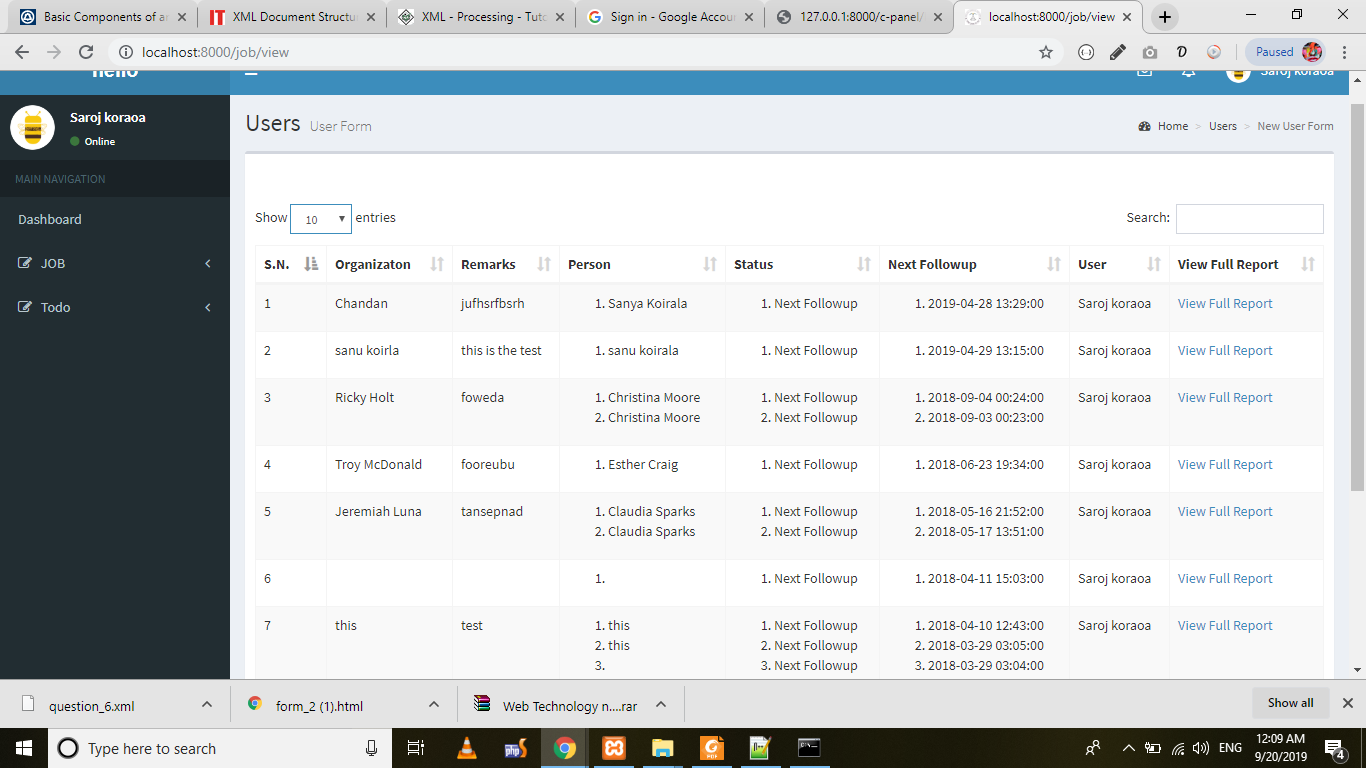 Basic Components of ar
XML Document Structu
XML - Processing - Tuto
Sign in - Google Accou
127.0.0.1:8000/c-panel/
localhost:8000/job/view
localhost:8000/job/view
Paused
hello
Saroj koraoa
Saroj koraoa
Online
MAIN NAVIGATION
Dashboard
JOB
Todo
Users User Form
Home > Users > New User Form
Show 10 entries
Search:
S.N. Organizaton Remarks Person Status Next Followup User View Full Report
1 Chandan jufhsrfbsrh 1. Sanya Koirala 1. Next Followup 1. 2019-04-28 13:29:00 Saroj koraoa View Full Report
2 sanu koirla this is the test 1. sanu koirala 1. Next Followup 1. 2019-04-29 13:15:00 Saroj koraoa View Full Report
3 Ricky Holt foweda 1. Christina Moore 1. Next Followup 1. 2018-09-04 00:24:00 Saroj koraoa View Full Report
2. Christina Moore 2. Next Followup 2. 2018-09-03 00:23:00
4 Troy McDonald fooreubu 1. Esther Craig 1. Next Followup 1. 2018-06-23 19:34:00 Saroj koraoa View Full Report
5 Jeremiah Luna tansepnad 1. Claudia Sparks 1. Next Followup 1. 2018-05-16 21:52:00 Saroj koraoa View Full Report
2. Claudia Sparks 2. Next Followup 2. 2018-05-17 13:51:00
6 1. 1. Next Followup 1. 2018-04-11 15:03:00 Saroj koraoa View Full Report
7 this test 1. this 1. Next Followup 1. 2018-04-10 12:43:00 Saroj koraoa View Full Report
2. this 2. Next Followup 2. 2018-03-29 03:05:00
3. 3. Next Followup 3. 2018-03-29 03:04:00
question_6.xml
form_2 (1).html
Web Technology n....rar
Show all
Type here to search
ENG
12:09 AM
9/20/2019
4